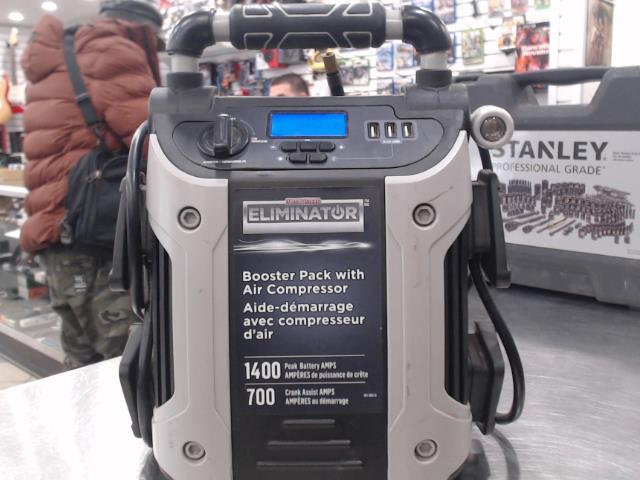 ELIMINATOR
Booster Pack with
Air Compressor
Aide-démarrage
avec compresseur
d'air
1400 Peak Battery AMPS
AMPÈRES de puissance de crête
700 Crank Assist AMPS
AMPÈRES au démarrage
STANLEY
PROFESSIONAL GRADE